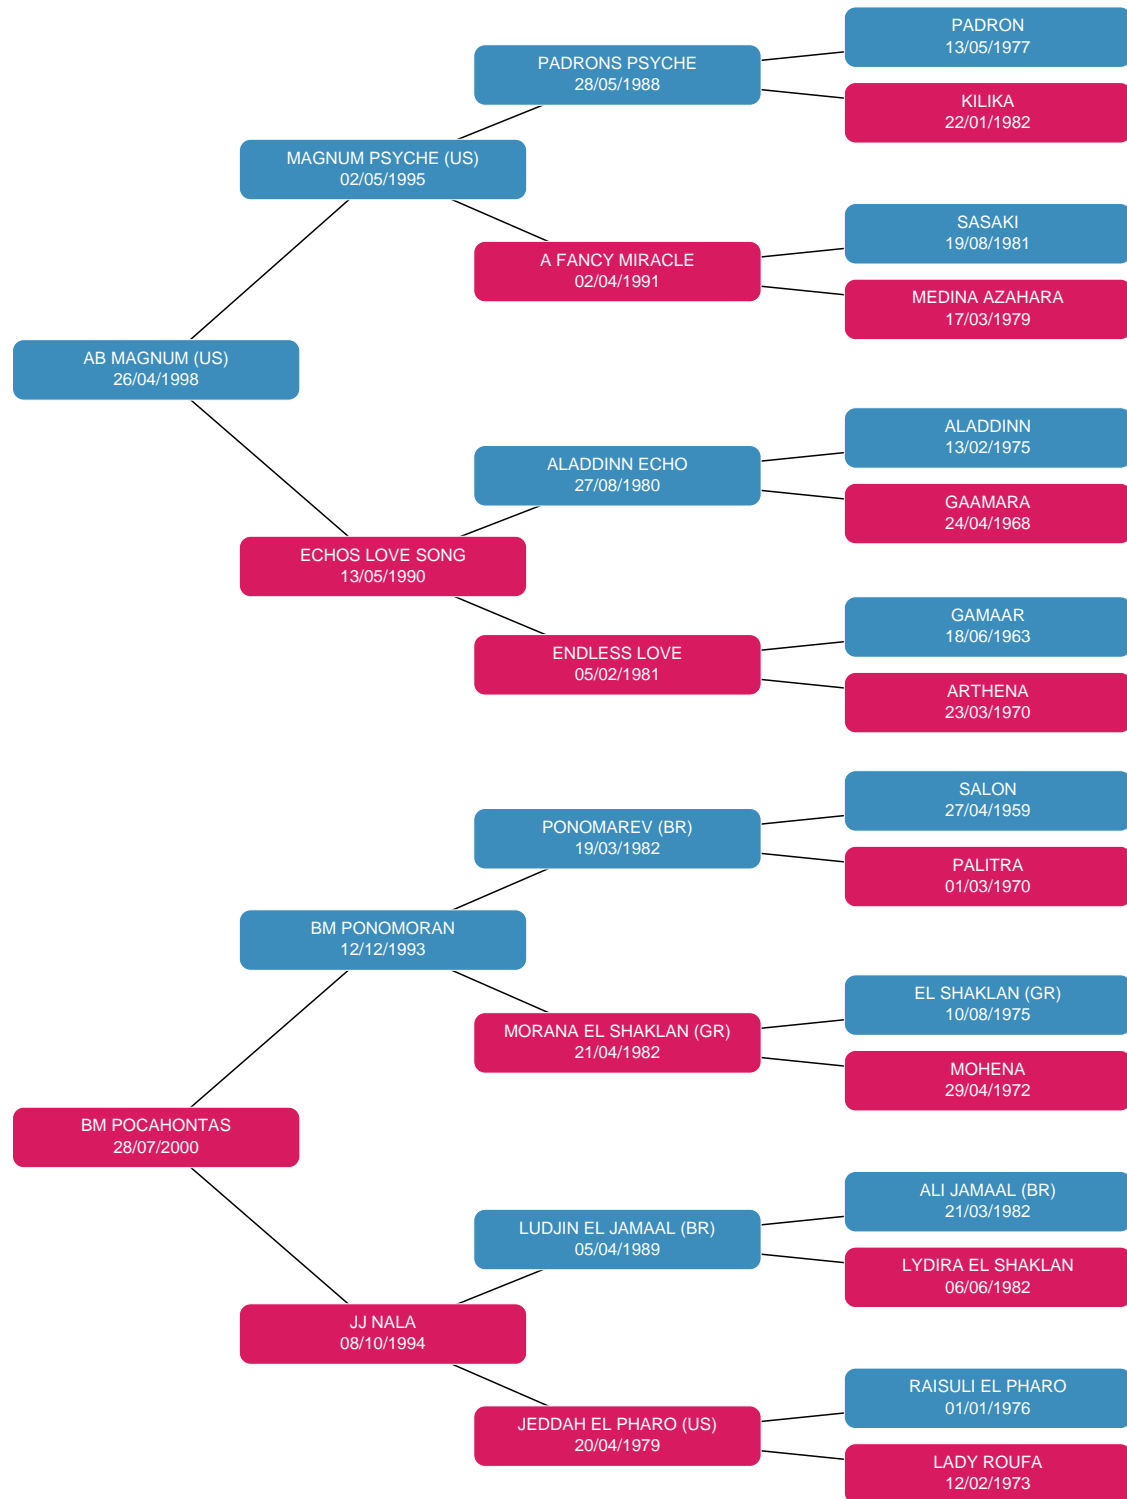 PADRON
13/05/1977
PADRONS PSYCHE
28/05/1988
KILIKA
22/01/1982
MAGNUM PSYCHE (US)
02/05/1995
SASAKI
19/08/1981
A FANCY MIRACLE
02/04/1991
MEDINA AZAHARA
17/03/1979
AB MAGNUM (US)
26/04/1998
ALADDINN
13/02/1975
ALADDINN ECHO
27/08/1980
GAAMARA
24/04/1968
ECHOS LOVE SONG
13/05/1990
GAMAAR
18/06/1963
ENDLESS LOVE
05/02/1981
ARTHENA
23/03/1970
SALON
27/04/1959
PONOMAREV (BR)
19/03/1982
PALITRA
01/03/1970
BM PONOMORAN
12/12/1993
EL SHAKLAN (GR)
10/08/1975
MORANA EL SHAKLAN (GR)
21/04/1982
MOHENA
29/04/1972
BM POCAHONTAS
28/07/2000
ALI JAMAAL (BR)
21/03/1982
LUDJIN EL JAMAAL (BR)
05/04/1989
LYDIRA EL SHAKLAN
06/06/1982
JJ NALA
08/10/1994
RAISULI EL PHARO
01/01/1976
JEDDAH EL PHARO (US)
20/04/1979
LADY ROUFA
12/02/1973